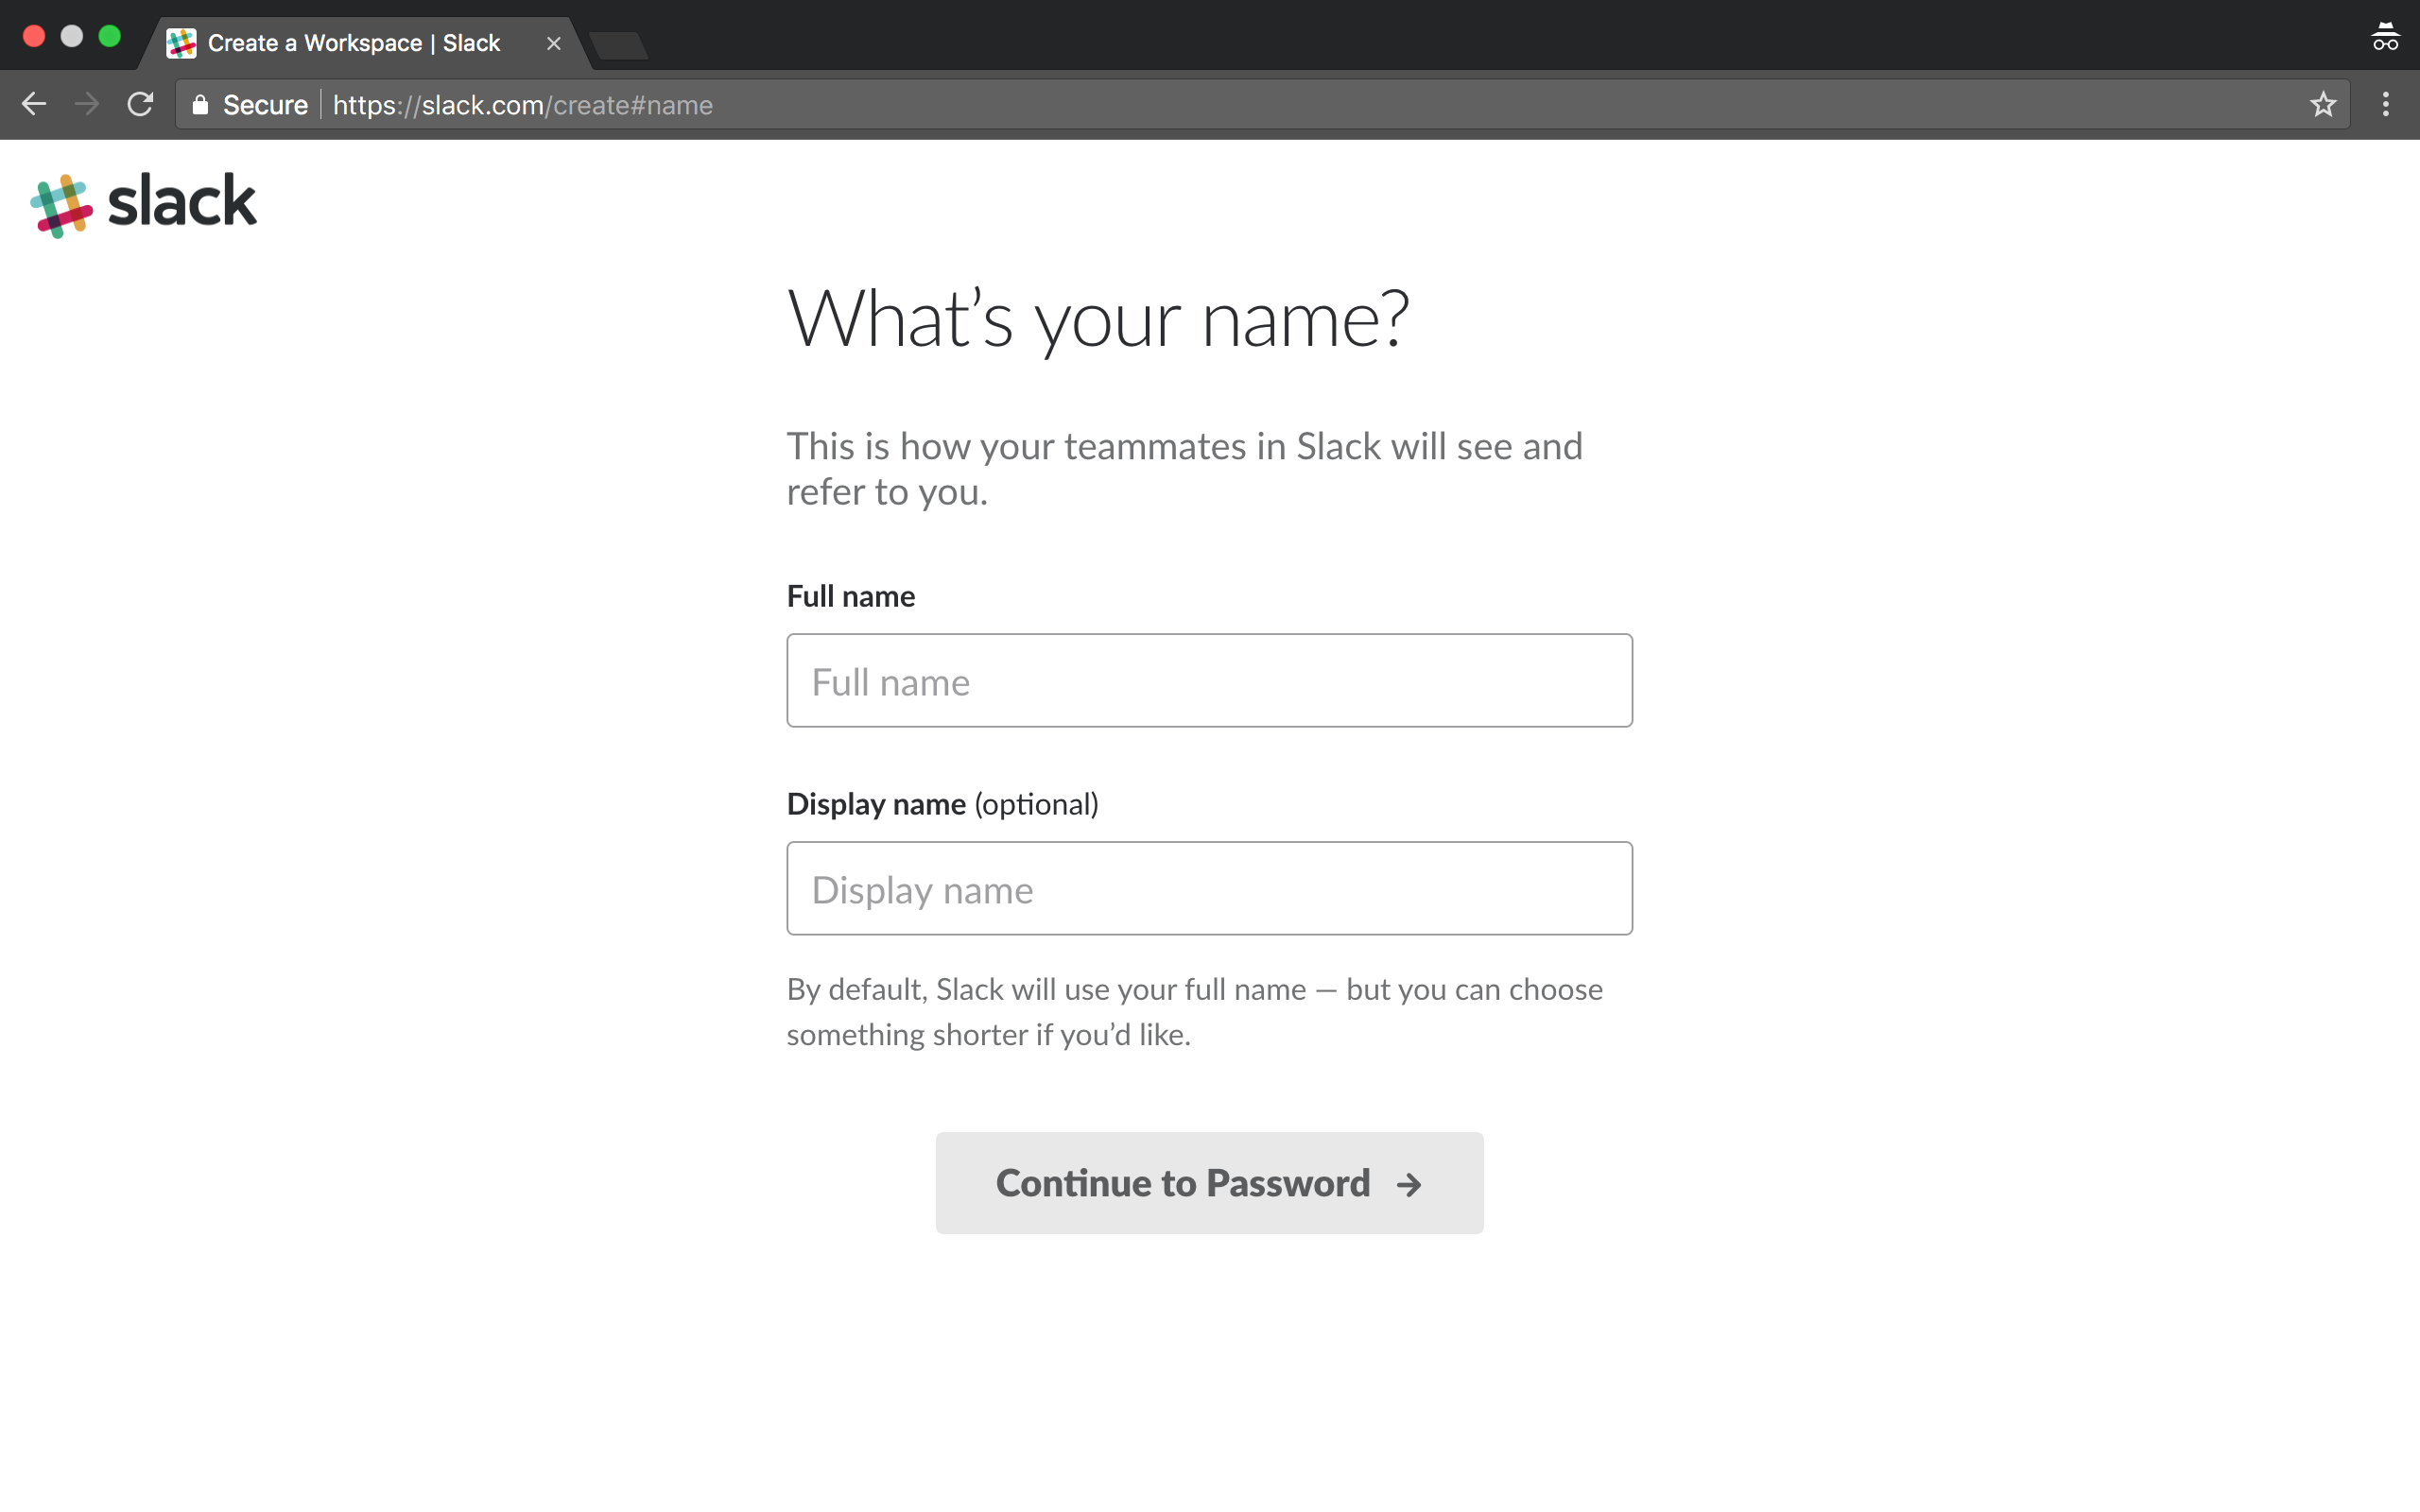 Create a Workspace | Slack
Secure https://slack.com/create#name
slack
What’s your name?
This is how your teammates in Slack will see and
refer to you.
Full name
Full name
Display name (optional)
Display name
By default, Slack will use your full name — but you can choose
something shorter if you’d like.
Continue to Password →